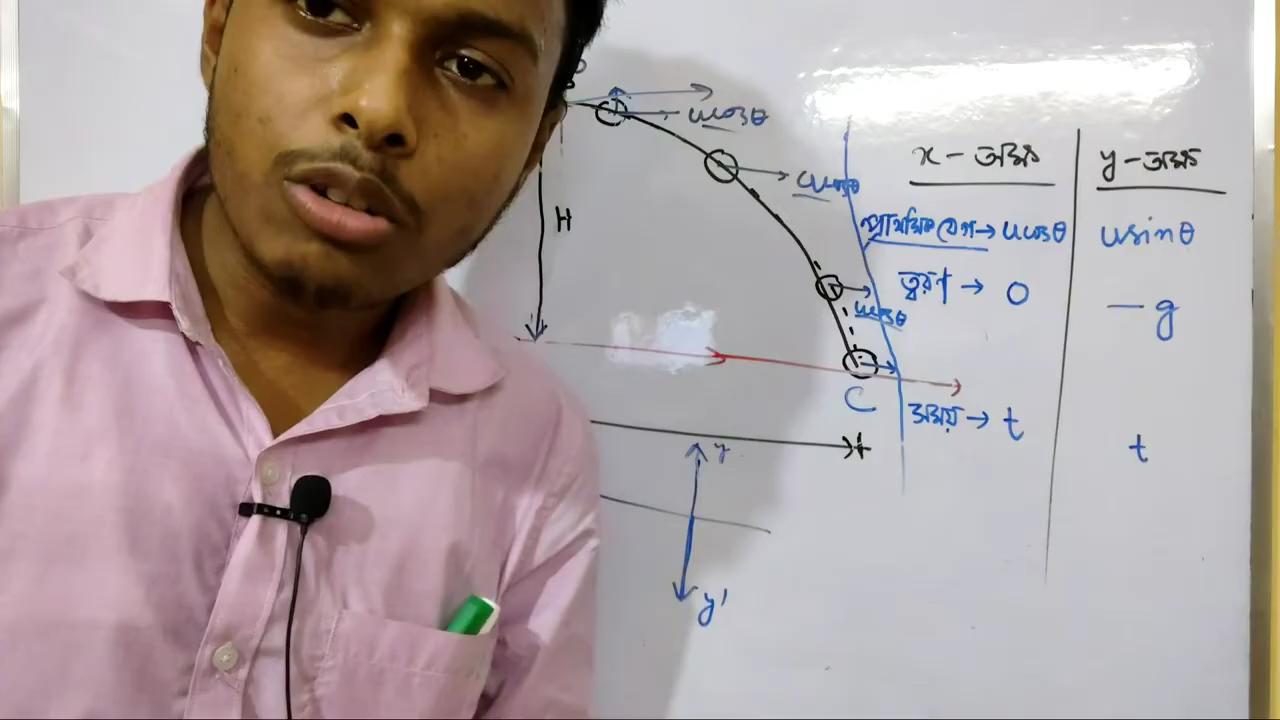 ucosθ
ucosθ
H
ucosθ
C
y
y'
x - অক্ষ
y - অক্ষ
প্রাথমিক বেগ → ucosθ
usinθ
ত্বরণ → 0
- g
সময় → t
t